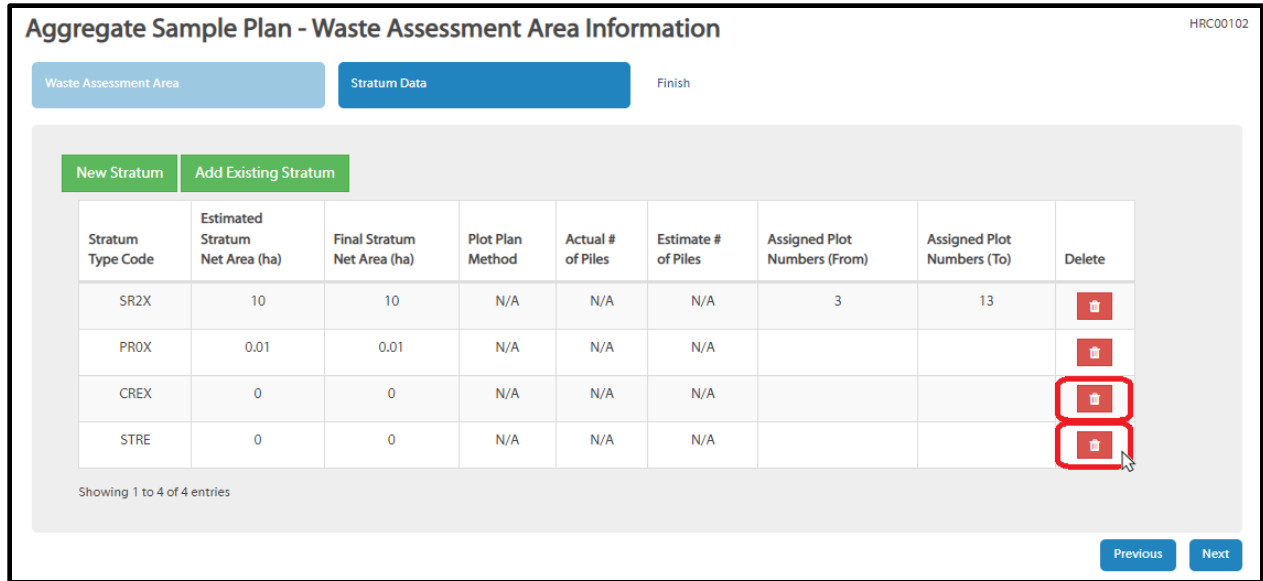 Aggregate Sample Plan - Waste Assessment Area Information
HRC00102
Waste Assessment Area
Stratum Data
Finish
New Stratum
Add Existing Stratum
Stratum Type Code
Estimated Stratum Net Area (ha)
Final Stratum Net Area (ha)
Plot Plan Method
Actual # of Piles
Estimate # of Piles
Assigned Plot Numbers (From)
Assigned Plot Numbers (To)
Delete
SR2X 10 10 N/A N/A N/A 3 13
PR0X 0.01 0.01 N/A N/A N/A
CREX 0 0 N/A N/A N/A
STRE 0 0 N/A N/A N/A
Showing 1 to 4 of 4 entries
Previous
Next